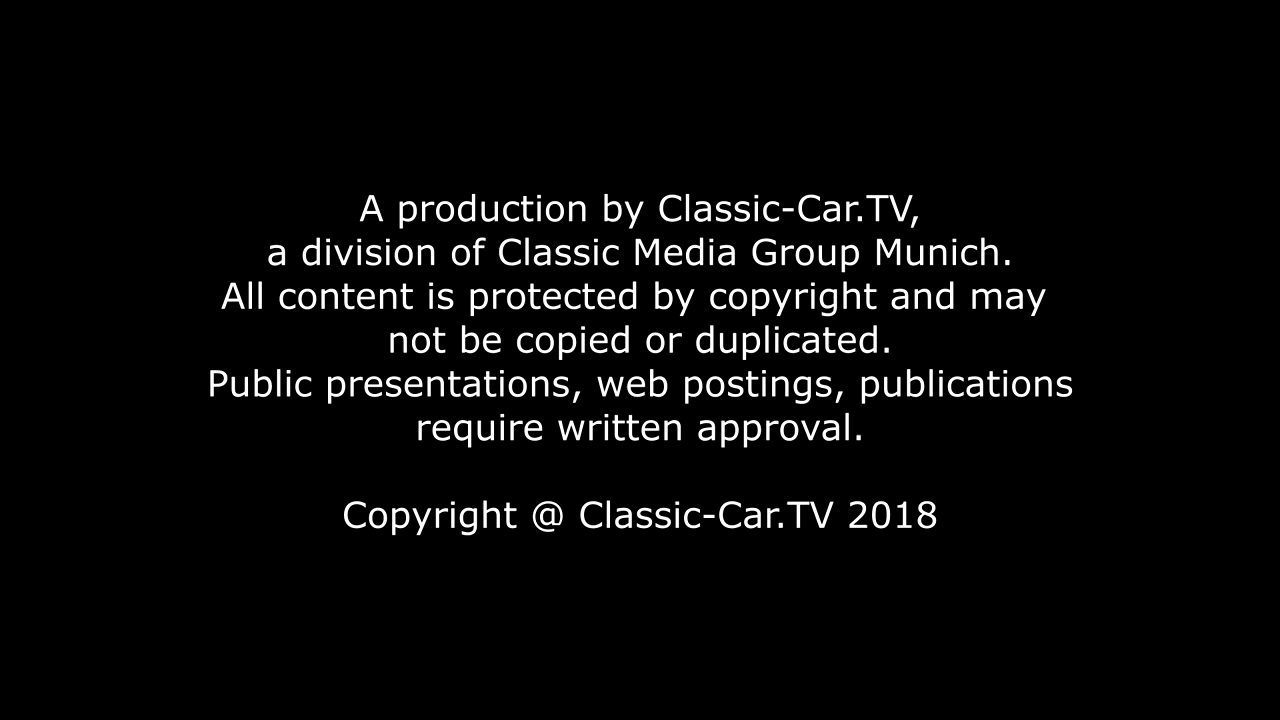 A production by Classic-Car.TV,
a division of Classic Media Group Munich.
All content is protected by copyright and may
not be copied or duplicated.
Public presentations, web postings, publications
require written approval.
Copyright @ Classic-Car.TV 2018